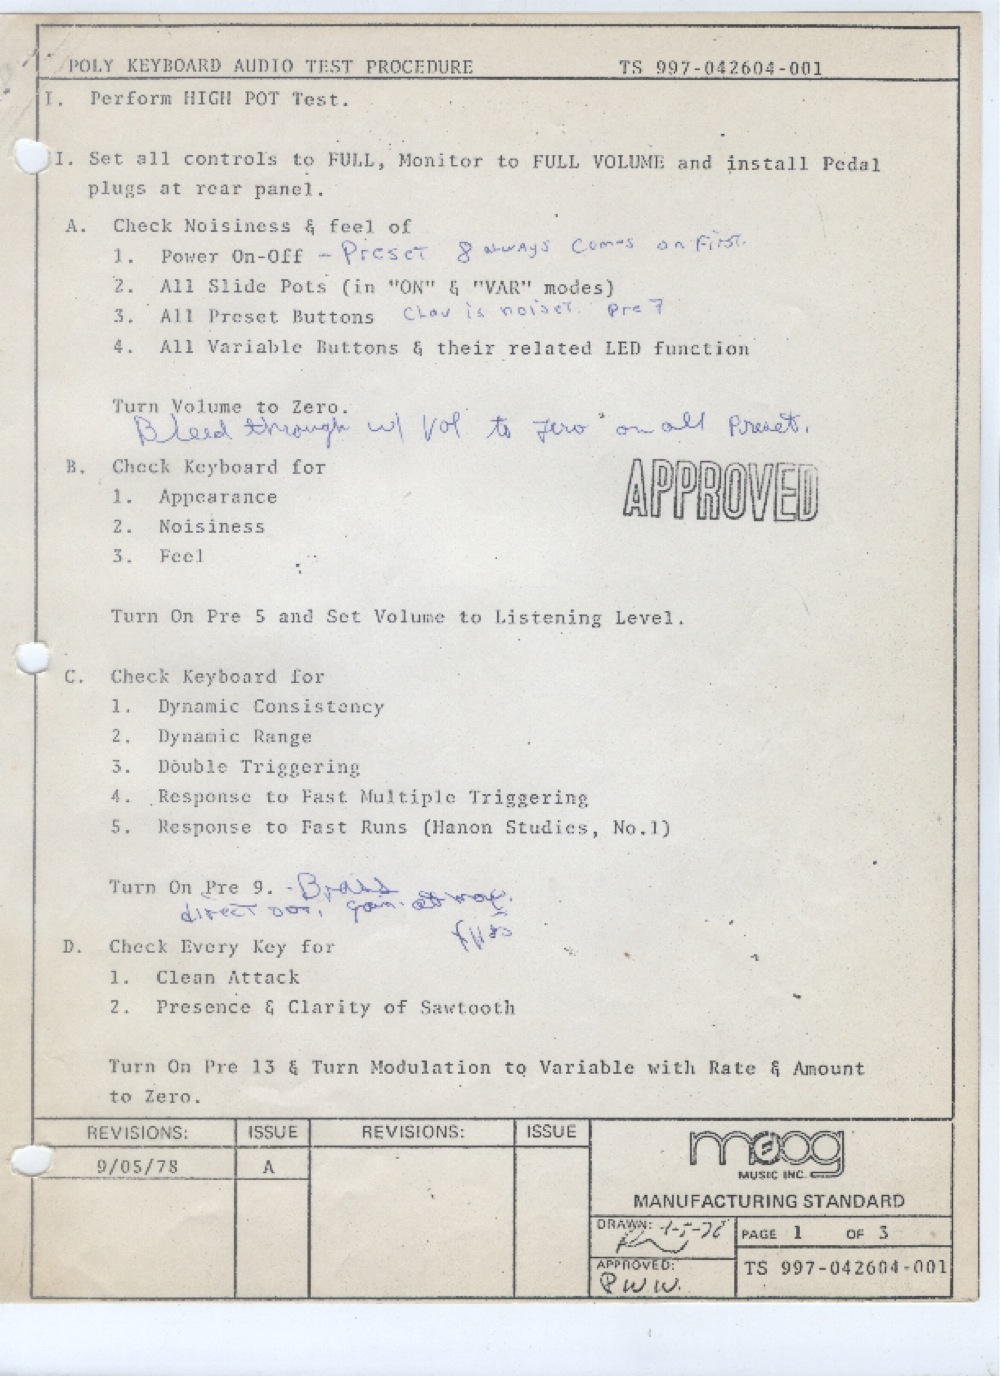 POLY KEYBOARD AUDIO TEST PROCEDURE TS 997-042604-001
I. Perform HIGH POT Test.
I. Set all controls to FULL, Monitor to FULL VOLUME and install Pedal
plugs at rear panel.
A. Check Noisiness & feel of
1. Power On-Off - Preset 8 always comes on First.
2. All Slide Pots (in "ON" & "VAR" modes)
3. All Preset Buttons Clav is noiser. Pre 7
4. All Variable Buttons & their related LED function
Turn Volume to Zero.
Bleed through w/ Vol to zero on all Preset.
APPROVED
B. Check Keyboard for
1. Appearance
2. Noisiness
3. Feel
Turn On Pre 5 and Set Volume to Listening Level.
C. Check Keyboard for
1. Dynamic Consistency
2. Dynamic Range
3. Double Triggering
4. Response to Fast Multiple Triggering
5. Response to Fast Runs (Hanon Studies, No.1)
Turn On Pre 9. - Brass
direct out, gain at max.
D. Check Every Key for
1. Clean Attack
2. Presence & Clarity of Sawtooth
Turn On Pre 13 & Turn Modulation to Variable with Rate & Amount
to Zero.
REVISIONS: ISSUE REVISIONS: ISSUE
9/05/78 A
moog
MUSIC INC.
MANUFACTURING STANDARD
DRAWN:
PAGE 1 OF 3
APPROVED:
P W W.
TS 997-042604-001